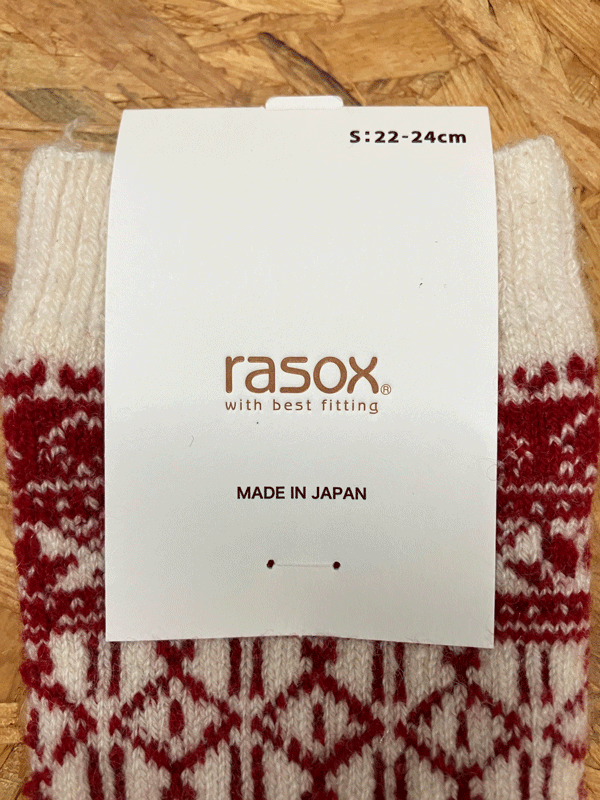 S:22-24cm
rasox®
with best fitting
MADE IN JAPAN